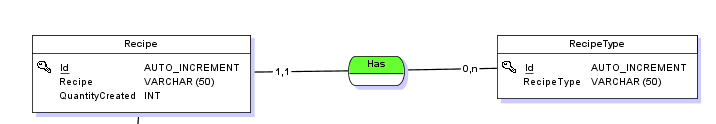 Recipe
Id AUTO_INCREMENT
Recipe VARCHAR (50)
QuantityCreated INT
1,1
Has
0,n
RecipeType
Id AUTO_INCREMENT
RecipeType VARCHAR (50)